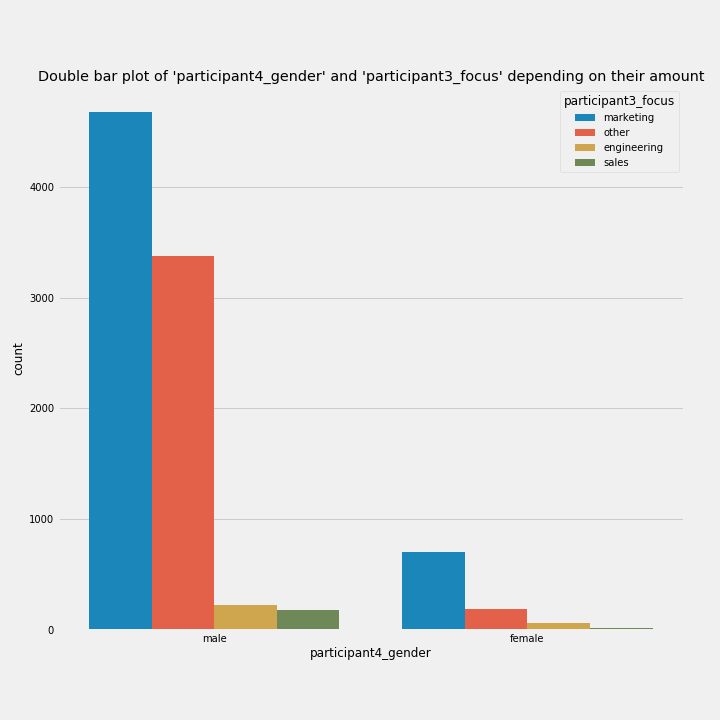 Double bar plot of 'participant4_gender' and 'participant3_focus' depending on their amount
participant3_focus
marketing
other
engineering
sales
4000
3000
2000
1000
0
count
male
female
participant4_gender